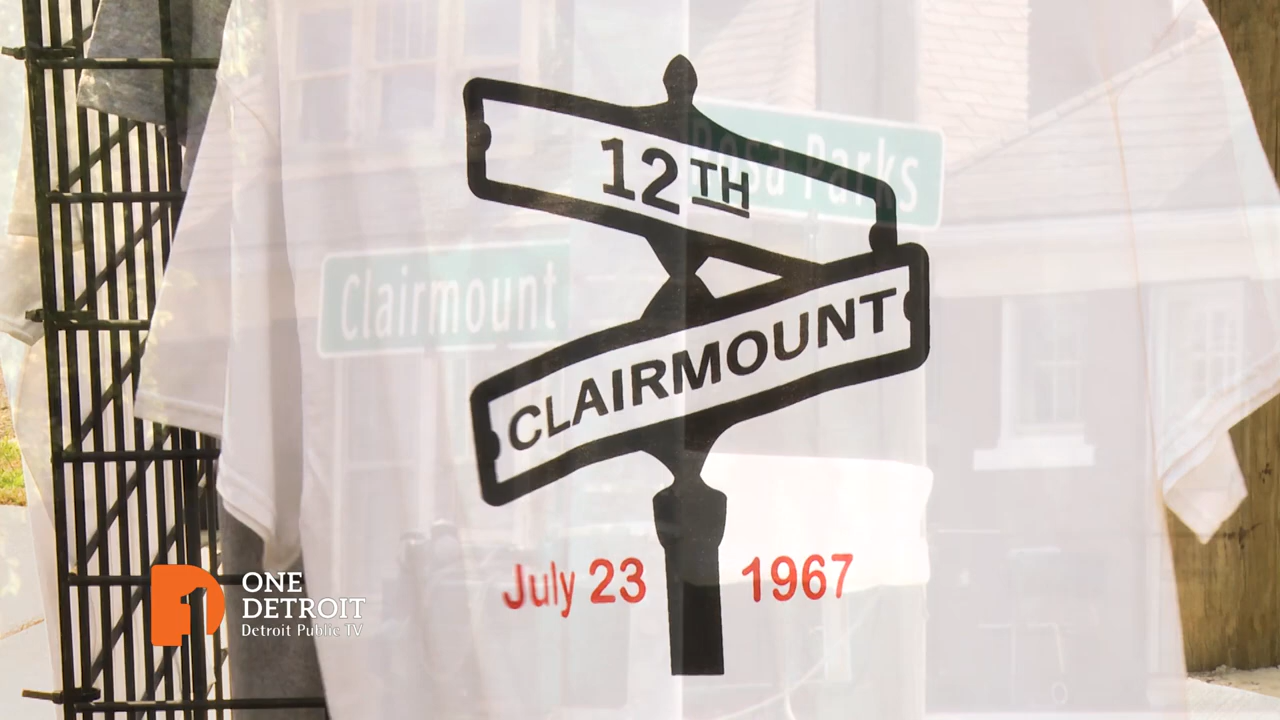 12TH
Rosa Parks
Clairmount
CLAIRMOUNT
July 23 1967
ONE
DETROIT
Detroit Public TV